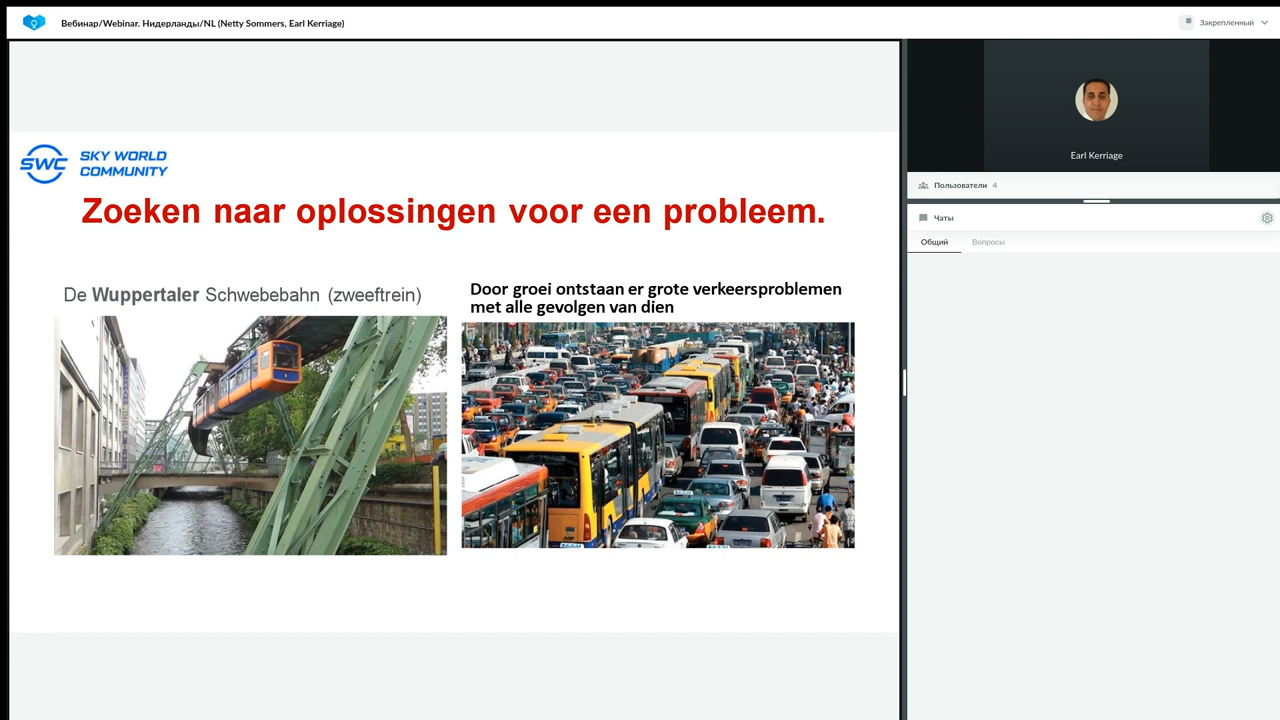 Вебинар/Webinar. Нидерланды/NL (Netty Sommers, Earl Kerriage)
Закрепленный
SWC SKY WORLD
COMMUNITY
Zoeken naar oplossingen voor een probleem.
De Wuppertaler Schwebebahn (zweeftrein)
Door groei ontstaan er grote verkeersproblemen
met alle gevolgen van dien
Earl Kerriage
Пользователи 4
Чаты
Общий
Вопросы